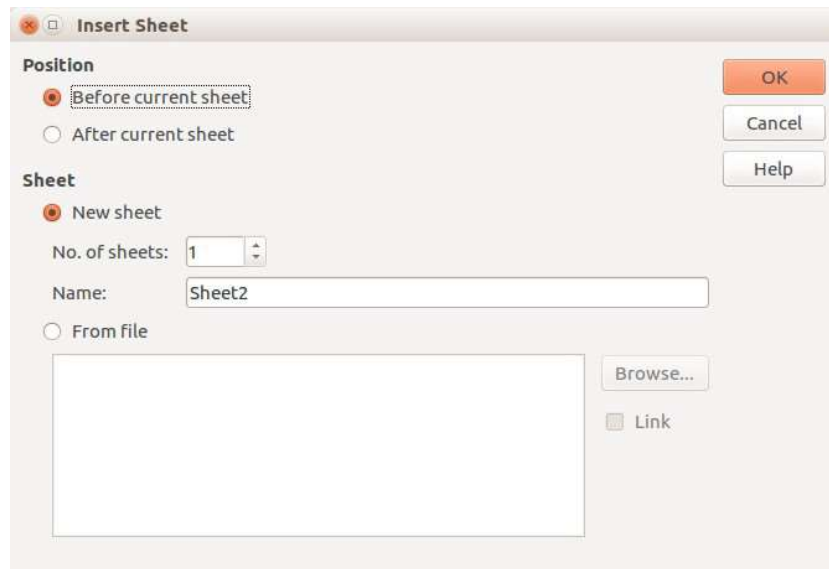 Insert Sheet
Position
Before current sheet
After current sheet
OK
Cancel
Help
Sheet
New sheet
No. of sheets: 1
Name: Sheet2
From file
Browse...
Link